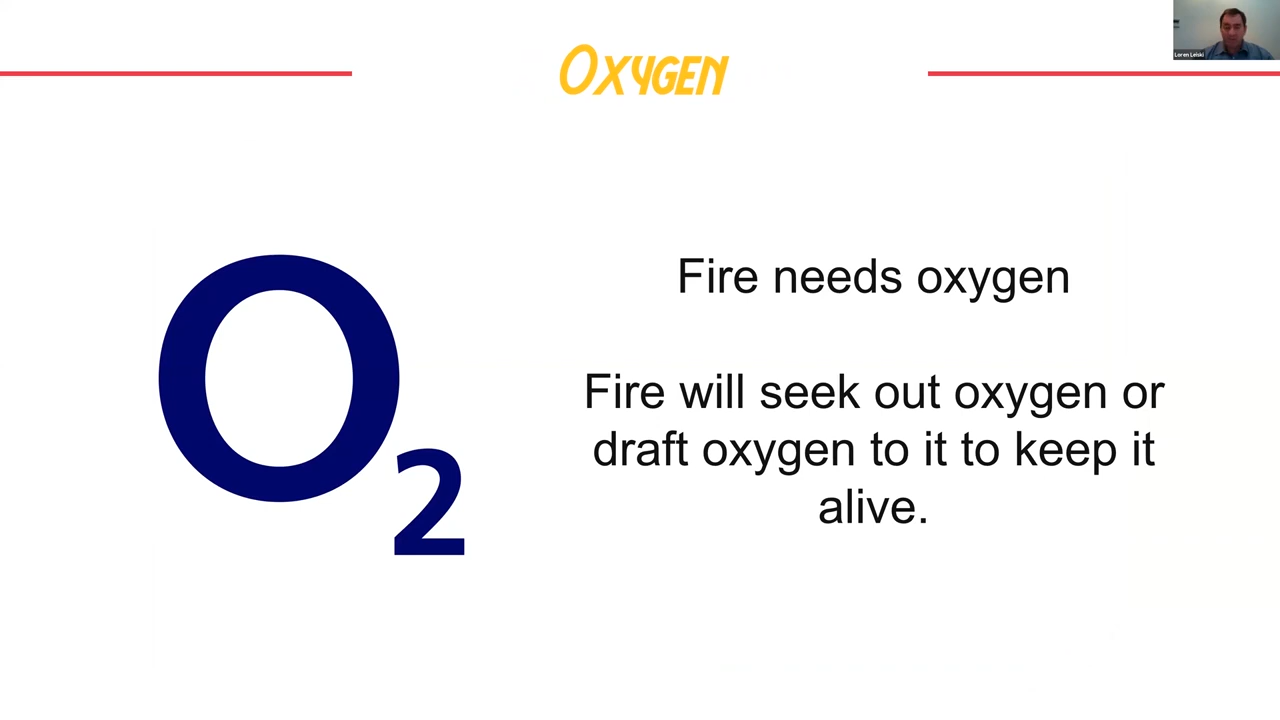 Oxygen
Loren Leiski
O2
Fire needs oxygen
Fire will seek out oxygen or
draft oxygen to it to keep it
alive.